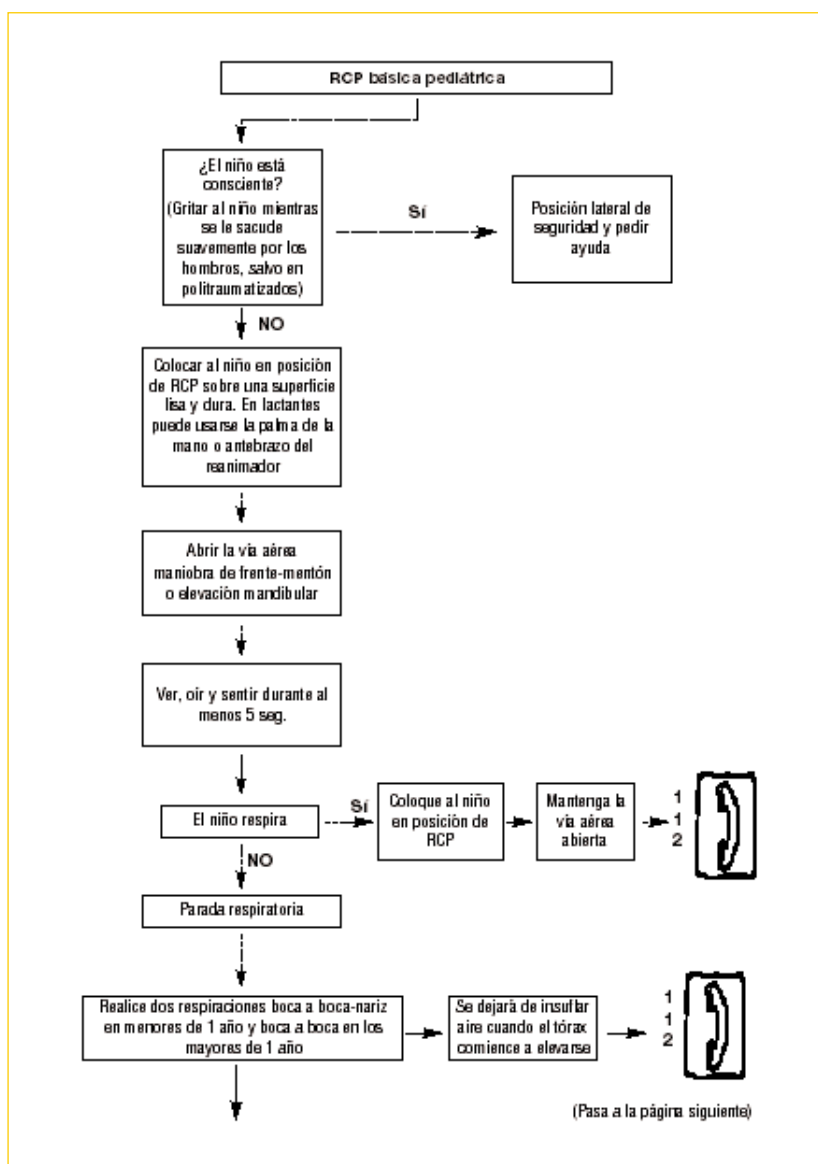 RCP básica pediátrica
¿El niño está
consciente?
(Gritar al niño mientras
se le sacude
suavemente por los
hombros, salvo en
politraumatizados)
Sí
Posición lateral de
seguridad y pedir
ayuda
NO
Colocar al niño en posición
de RCP sobre una superficie
lisa y dura. En lactantes
puede usarse la palma de la
mano o antebrazo del
reanimador
Abrir la vía aérea
maniobra de frente-mentón
o elevación mandibular
Ver, oír y sentir durante al
menos 5 seg.
El niño respira
Sí
Coloque al niño
en posición de
RCP
Mantenga la
vía aérea
abierta
1
1
2
NO
Parada respiratoria
Realice dos respiraciones boca a boca-nariz
en menores de 1 año y boca a boca en los
mayores de 1 año
Se dejará de insuflar
aire cuando el tórax
comience a elevarse
1
1
2
(Pasa a la página siguiente)